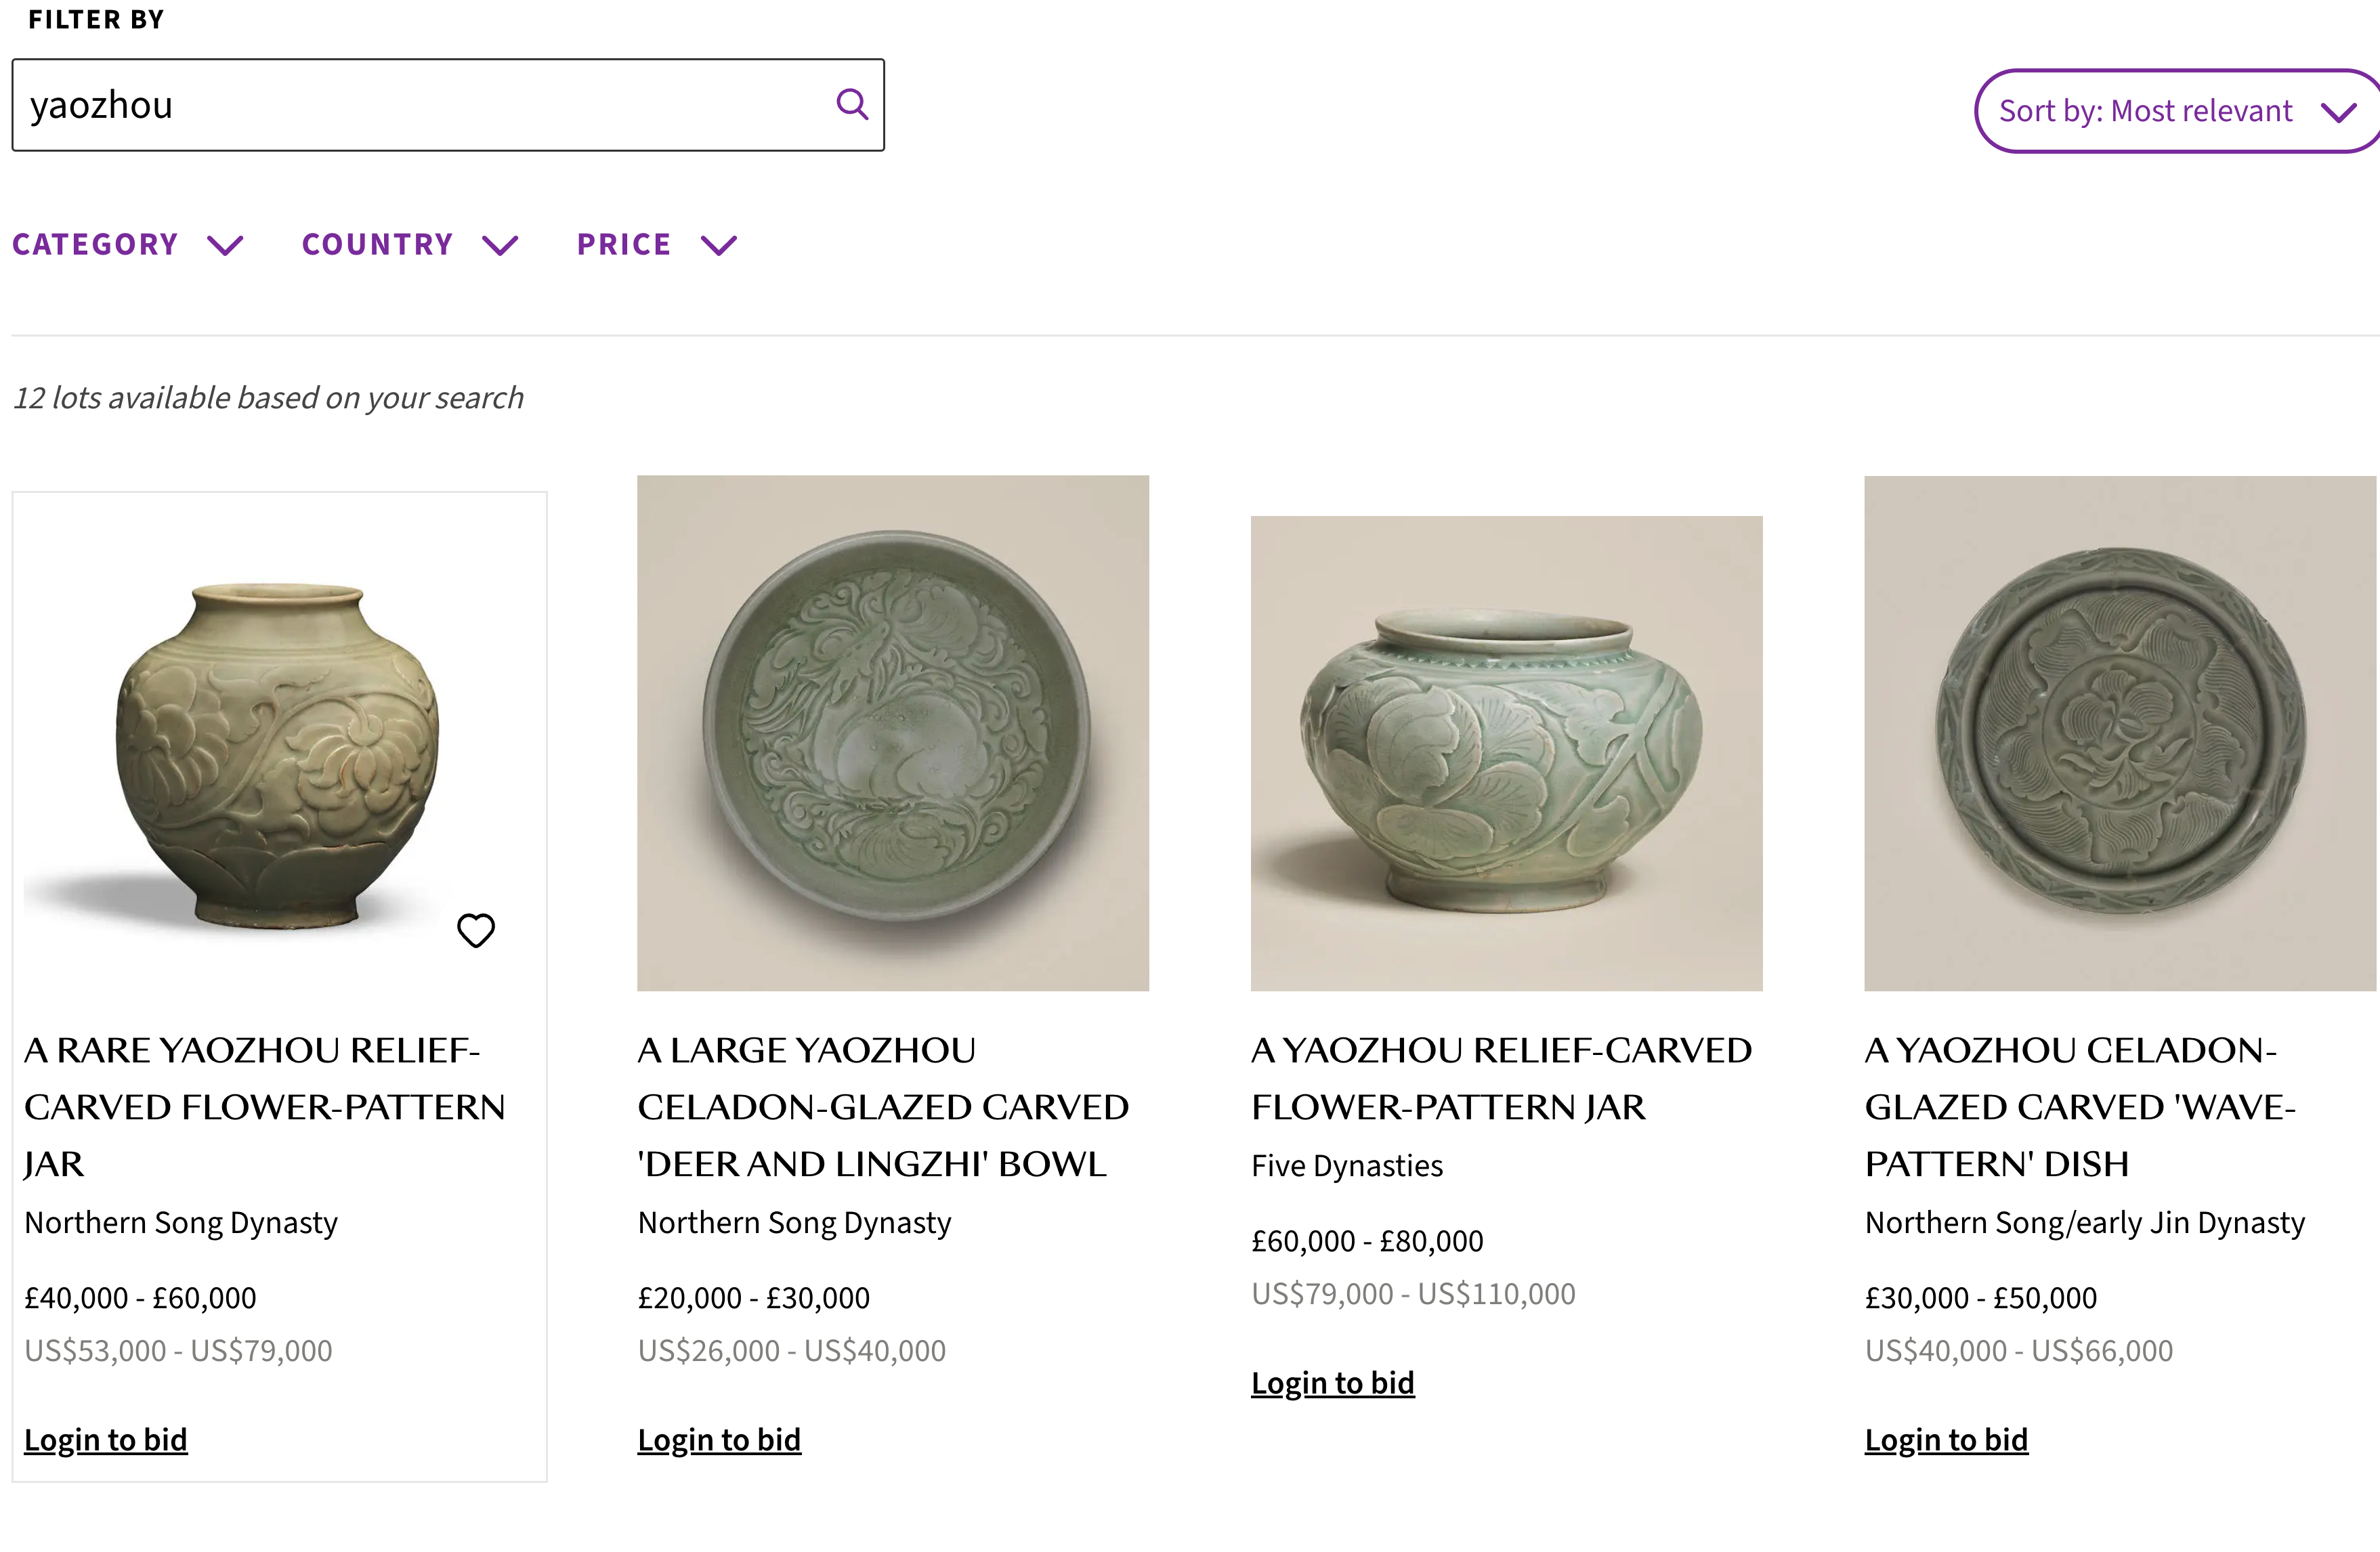 FILTER BY
yaozhou
Sort by: Most relevant
CATEGORY
COUNTRY
PRICE
12 lots available based on your search
A RARE YAOZHOU RELIEF-
CARVED FLOWER-PATTERN
JAR
Northern Song Dynasty
£40,000 - £60,000
US$53,000 - US$79,000
Login to bid
A LARGE YAOZHOU
CELADON-GLAZED CARVED
'DEER AND LINGZHI' BOWL
Northern Song Dynasty
£20,000 - £30,000
US$26,000 - US$40,000
Login to bid
A YAOZHOU RELIEF-CARVED
FLOWER-PATTERN JAR
Five Dynasties
£60,000 - £80,000
US$79,000 - US$110,000
Login to bid
A YAOZHOU CELADON-
GLAZED CARVED 'WAVE-
PATTERN' DISH
Northern Song/early Jin Dynasty
£30,000 - £50,000
US$40,000 - US$66,000
Login to bid